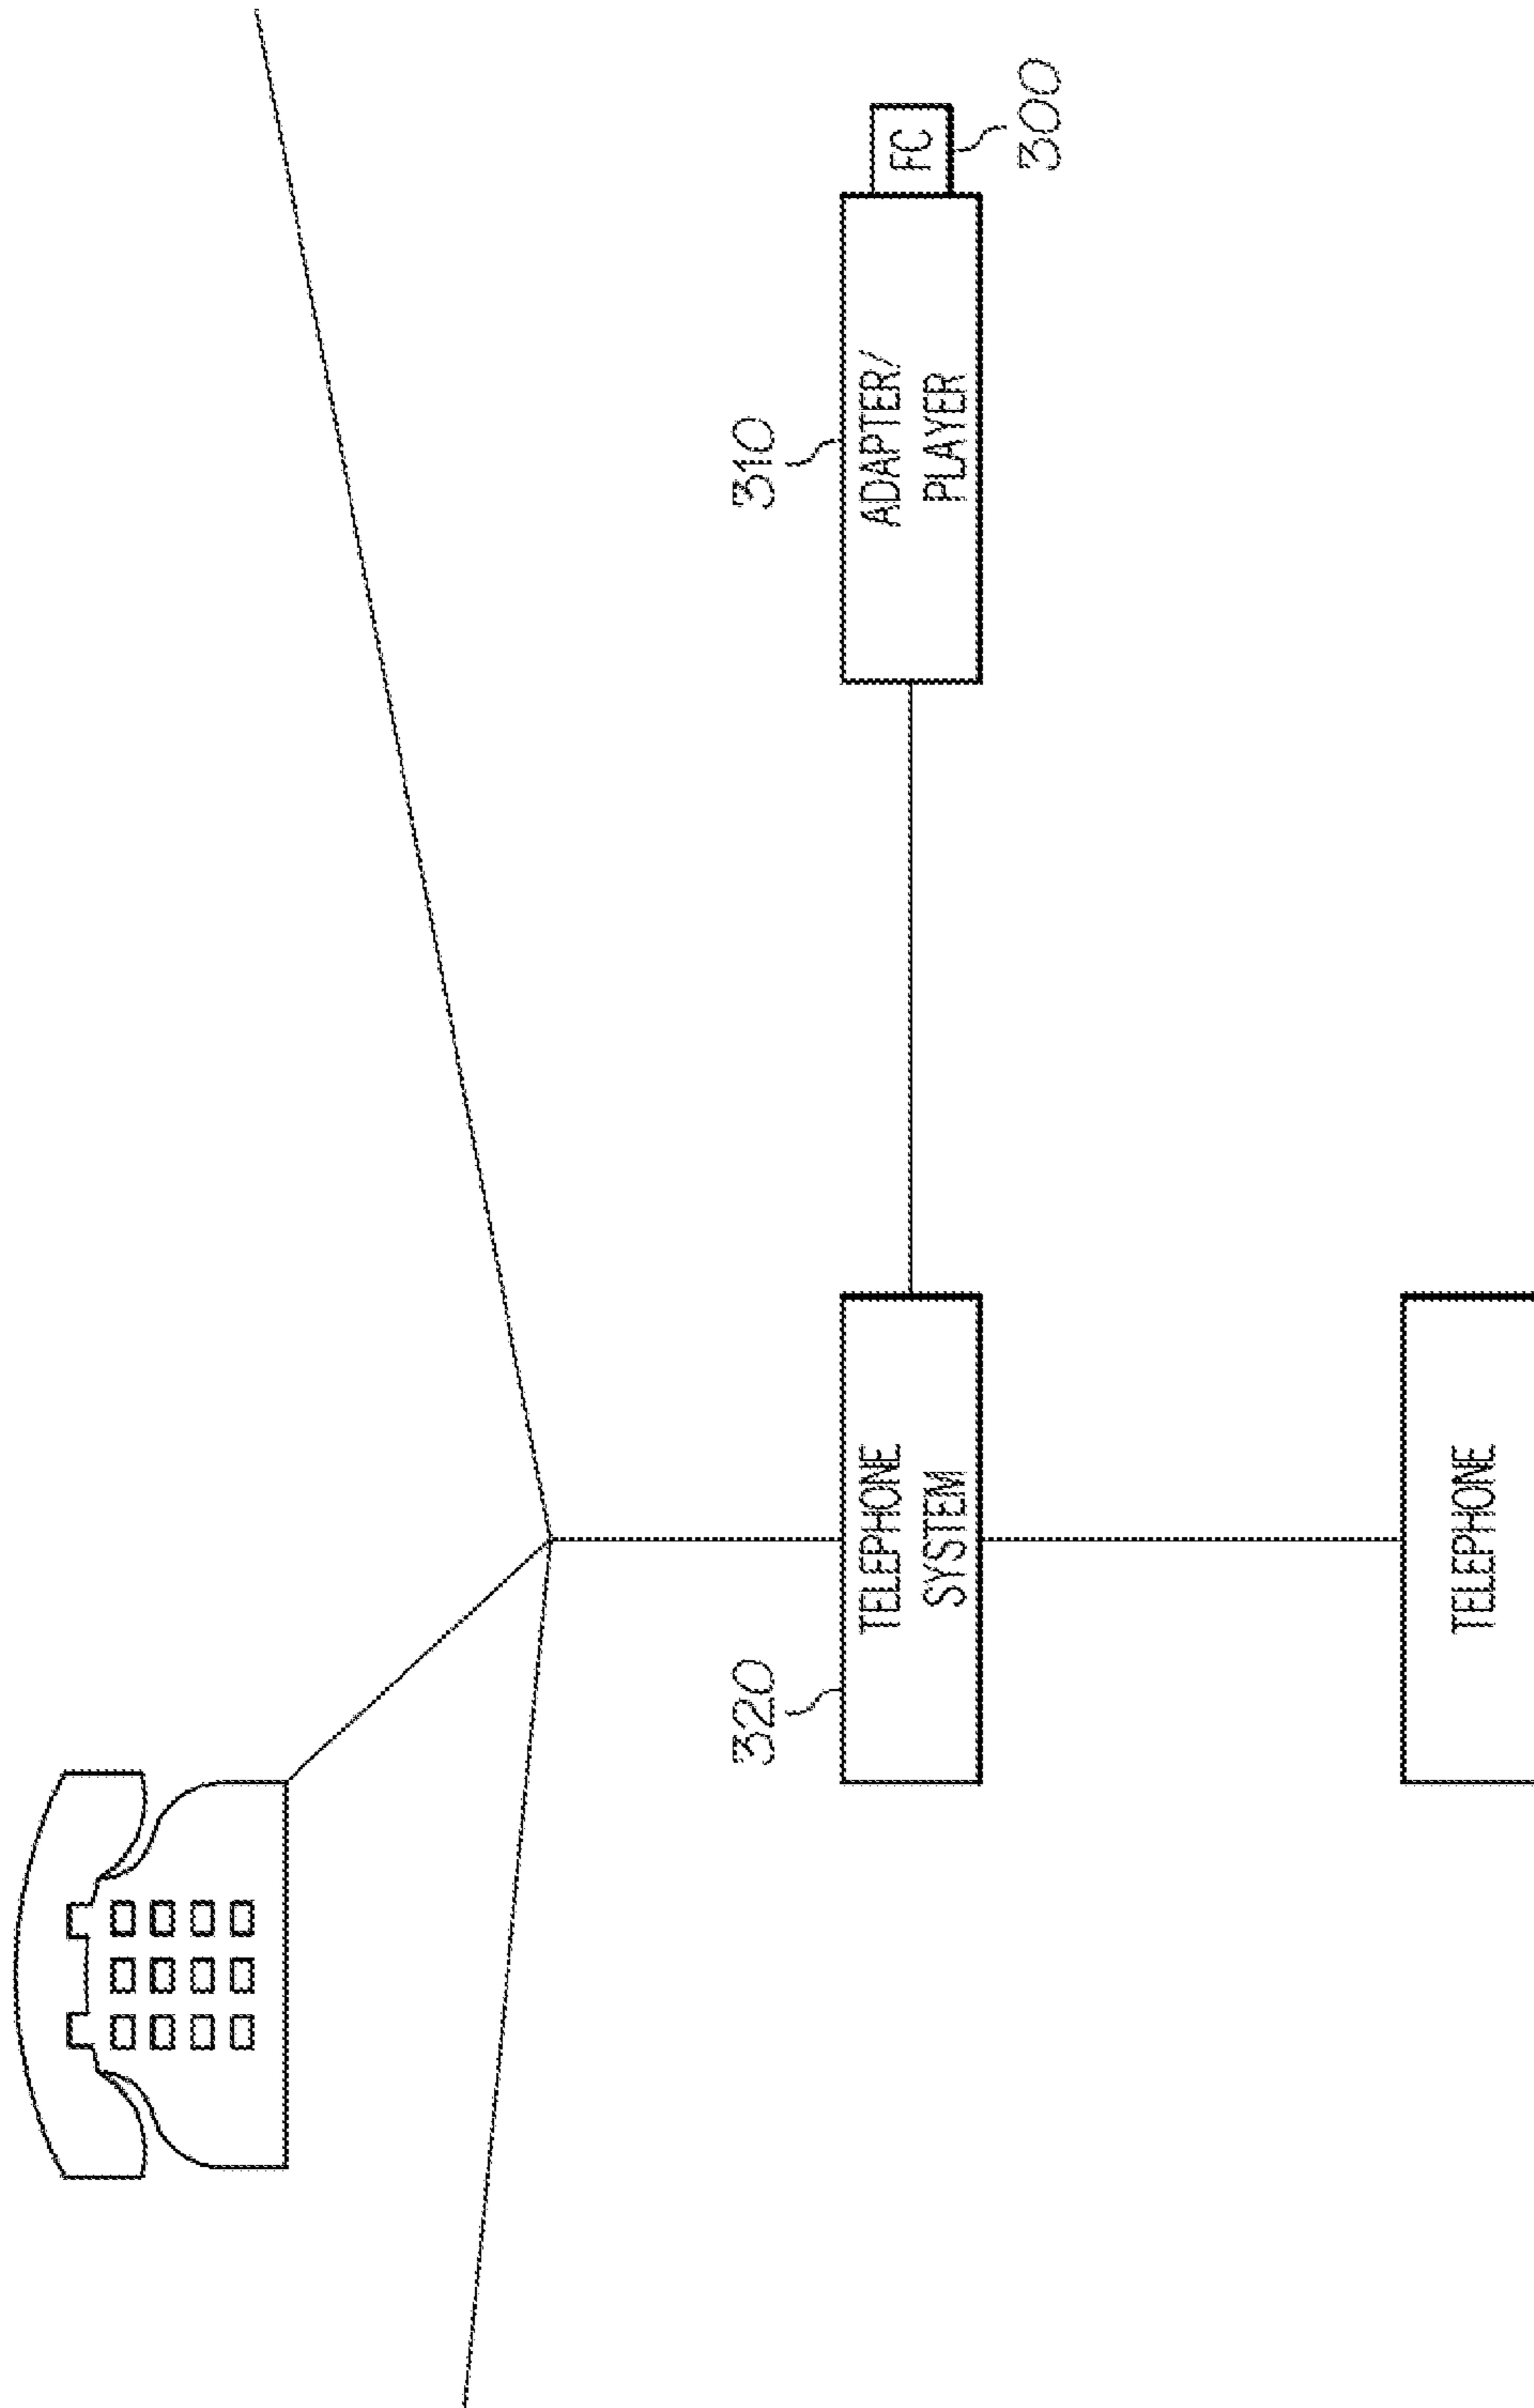 320
TELEPHONE
SYSTEM
310
ADAPTER/
PLAYER
FC
300
TELEPHONE